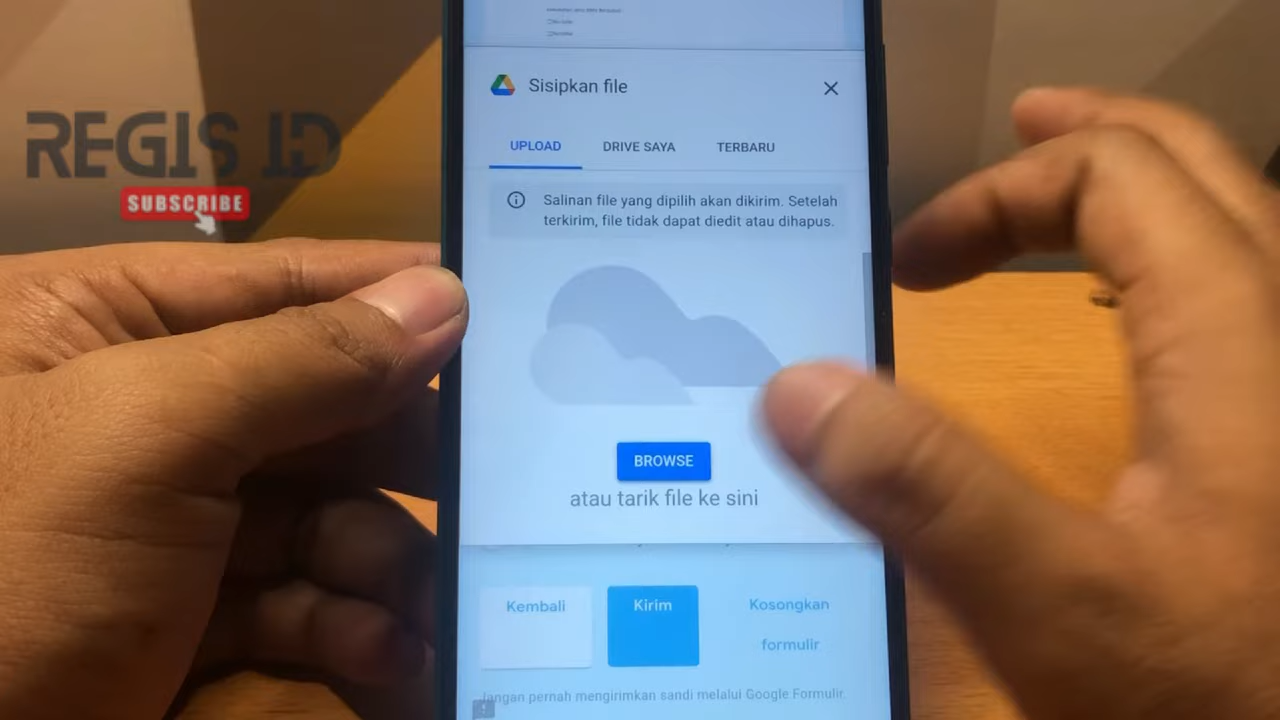 REGIS ID
SUBSCRIBE
Sisipkan file
UPLOAD
DRIVE SAYA
TERBARU
Salinan file yang dipilih akan dikirim. Setelah
terkirim, file tidak dapat diedit atau dihapus.
BROWSE
atau tarik file ke sini
Kembali
Kirim
Kosongkan
formulir
Jangan pernah mengirimkan sandi melalui Google Formulir.